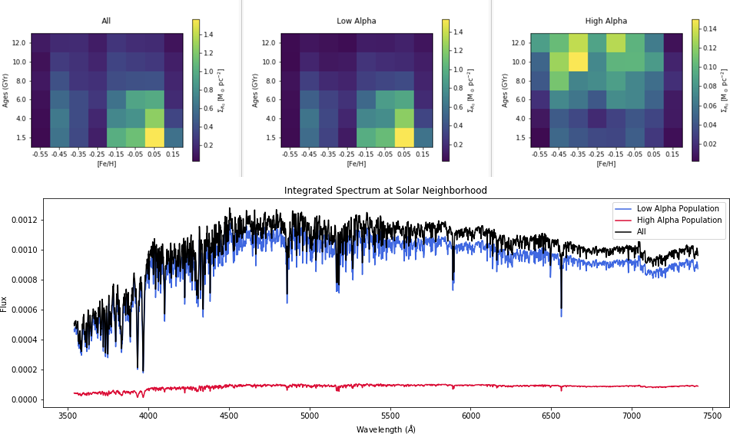 All
Low Alpha
High Alpha
12.0
10.0
8.0
6.0
4.0
1.5
Ages (GYr)
-0.55 -0.45 -0.35 -0.25 -0.15 -0.05 0.05 0.15
[Fe/H]
1.4
1.2
1.0
0.8
0.6
0.4
0.2
ΣR₀ [M☉ pc⁻²]
12.0
10.0
8.0
6.0
4.0
1.5
Ages (GYr)
-0.55 -0.45 -0.35 -0.25 -0.15 -0.05 0.05 0.15
[Fe/H]
1.4
1.2
1.0
0.8
0.6
0.4
0.2
ΣR₀ [M☉ pc⁻²]
12.0
10.0
8.0
6.0
4.0
1.5
Ages (GYr)
-0.55 -0.45 -0.35 -0.25 -0.15 -0.05 0.05 0.15
[Fe/H]
0.14
0.12
0.10
0.08
0.06
0.04
0.02
ΣR₀ [M☉ pc⁻²]
Integrated Spectrum at Solar Neighborhood
Low Alpha Population
High Alpha Population
All
0.0012
0.0010
0.0008
0.0006
0.0004
0.0002
0.0000
Flux
3500 4000 4500 5000 5500 6000 6500 7000 7500
Wavelength (Å)